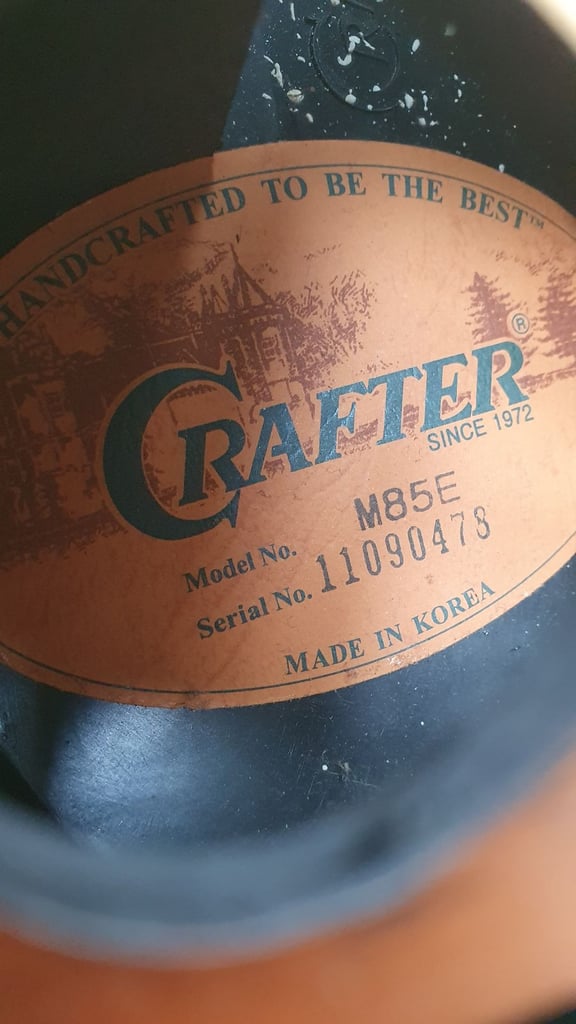 HANDCRAFTED TO BE THE BEST™
CRAFTER®
SINCE 1972
Model No. M85E
Serial No. 11090478
MADE IN KOREA